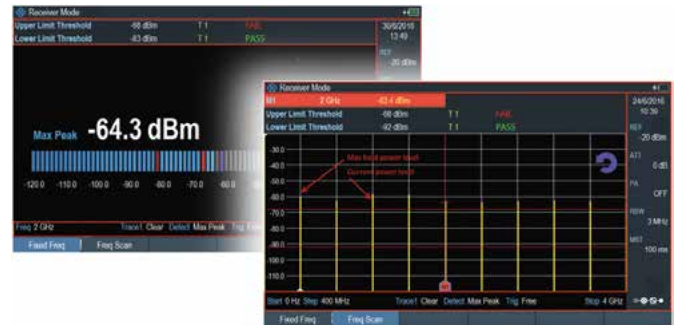 Receiver Mode
Upper Limit Threshold -68 dBm T 1 FAIL
Lower Limit Threshold -83 dBm T 1 PASS
30/6/2016
13:49
REF
-20 dBm
Max Peak -64.3 dBm
-120.0 -110.0 -100.0 -90.0 -80.0 -70.0 -60.0
Freq 2 GHz Trace1 Clear Detect Max Peak Trig Free
Fixed Freq Freq Scan
Receiver Mode
M1 2 GHz -63.4 dBm
Upper Limit Threshold -68 dBm T 1 FAIL
Lower Limit Threshold -92 dBm T 1 PASS
24/6/2016
10:39
REF
-20 dBm
ATT
0 dB
PA
OFF
RBW
3 MHz
MST
100 ms
-30.0
-40.0
-50.0
-60.0
-70.0
-80.0
-90.0
-100.0
-110.0
Max hold power level
Current power level
Start 0 Hz Step 400 MHz Trace1 Clear Detect Max Peak Trig Free Stop 4 GHz
Fixed Freq Freq Scan